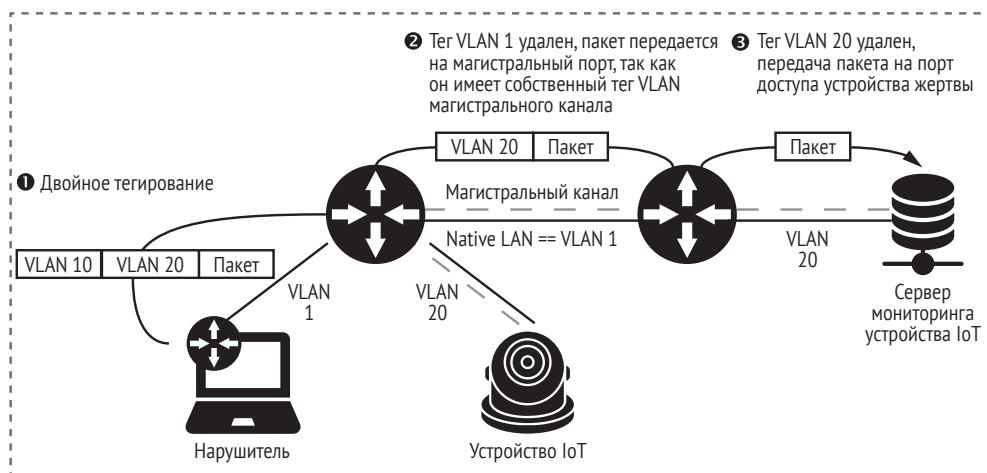 ❷ Тег VLAN 1 удален, пакет передается
на магистральный порт, так как
он имеет собственный тег VLAN
магистрального канала
❸ Тег VLAN 20 удален,
передача пакета на порт
доступа устройства жертвы
VLAN 20 Пакет
Пакет
❶ Двойное тегирование
Магистральный канал
Native LAN == VLAN 1
VLAN 10 VLAN 20 Пакет
VLAN
1
VLAN
20
VLAN
20
Сервер
мониторинга
устройства IoT
Нарушитель
Устройство IoT